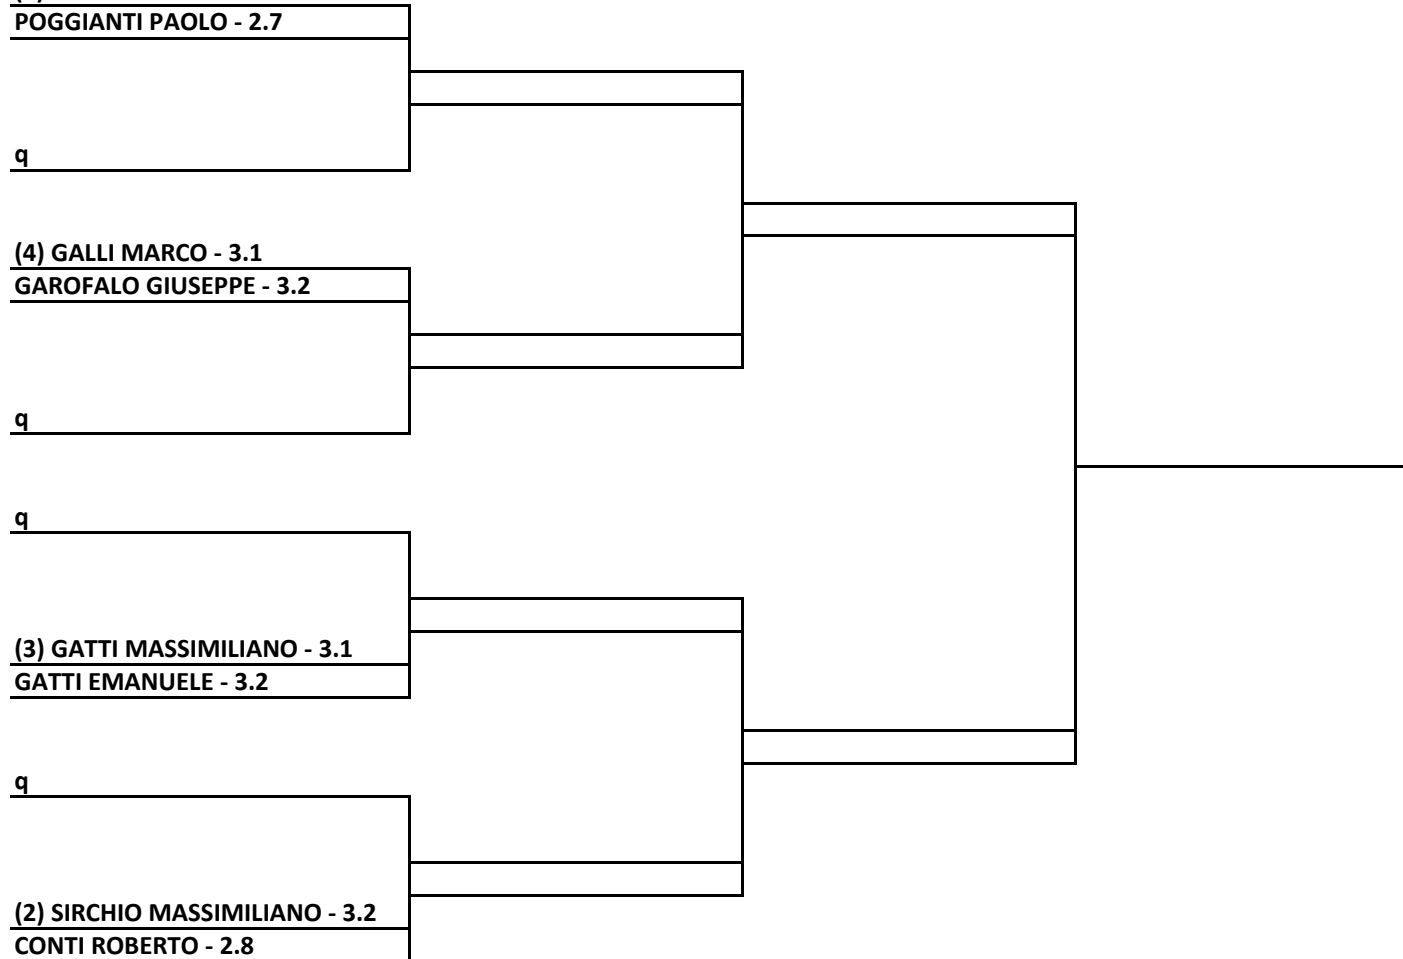 POGGIANTI PAOLO - 2.7
q
(4) GALLI MARCO - 3.1
GAROFALO GIUSEPPE - 3.2
q
q
(3) GATTI MASSIMILIANO - 3.1
GATTI EMANUELE - 3.2
q
(2) SIRCHIO MASSIMILIANO - 3.2
CONTI ROBERTO - 2.8